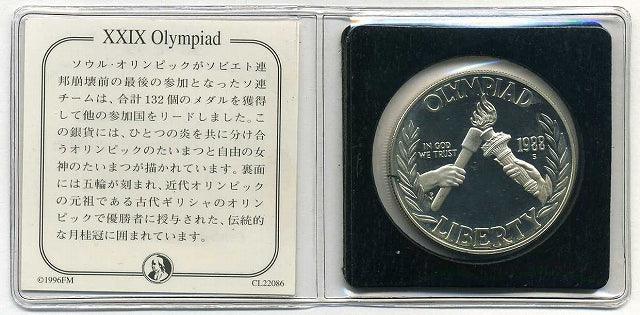 XXIX Olympiad
ソウル・オリンピックがソビエト連
邦崩壊前の最後の参加となったソ連
チームは、合計132個のメダルを獲得
して他の参加国をリードしました。こ
の銀貨には、ひとつの炎を共に分け合
うオリンピックのたいまつと自由の女
神のたいまつが描かれています。裏面
には五輪が刻まれ、近代オリンピック
の元祖である古代ギリシャのオリン
ピックで優勝者に授与された、伝統的
な月桂冠に囲まれています。
©1996FM
CL22086
OLYMPIAD
IN GOD
WE TRUST
1988
S
LIBERTY